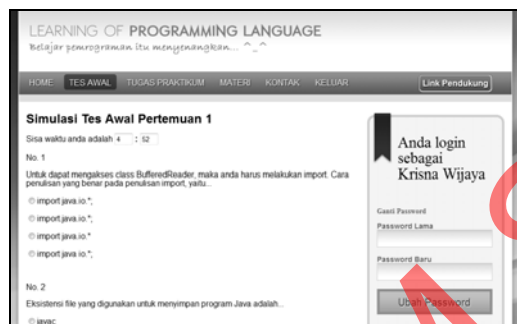 LEARNING OF PROGRAMMING LANGUAGE
Belajar pemrograman itu menyenangkan... ^_^
HOME TES AWAL TUGAS PRAKTIKUM MATERI KONTAK KELUAR Link Pendukung
Simulasi Tes Awal Pertemuan 1
Sisa waktu anda adalah 4 : 52
No. 1
Untuk dapat mengakses class BufferedReader, maka anda harus melakukan import. Cara
penulisan yang benar pada penulisan import, yaitu...
import java.io.*;
import.java.io.*;
import java.io.*
import.java.io.*;
No. 2
Eksistensi file yang digunakan untuk menyimpan program Java adalah...
javac
Anda login
sebagai
Krisna Wijaya
Ganti Password
Password Lama
Password Baru
Ubah Password